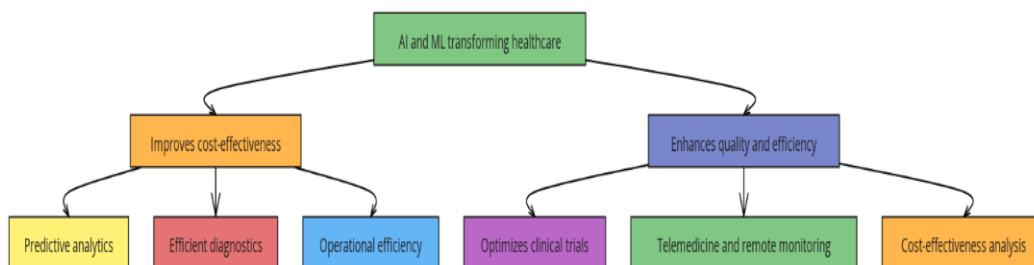 AI and ML transforming healthcare
Improves cost-effectiveness
Enhances quality and efficiency
Predictive analytics
Efficient diagnostics
Operational efficiency
Optimizes clinical trials
Telemedicine and remote monitoring
Cost-effectiveness analysis